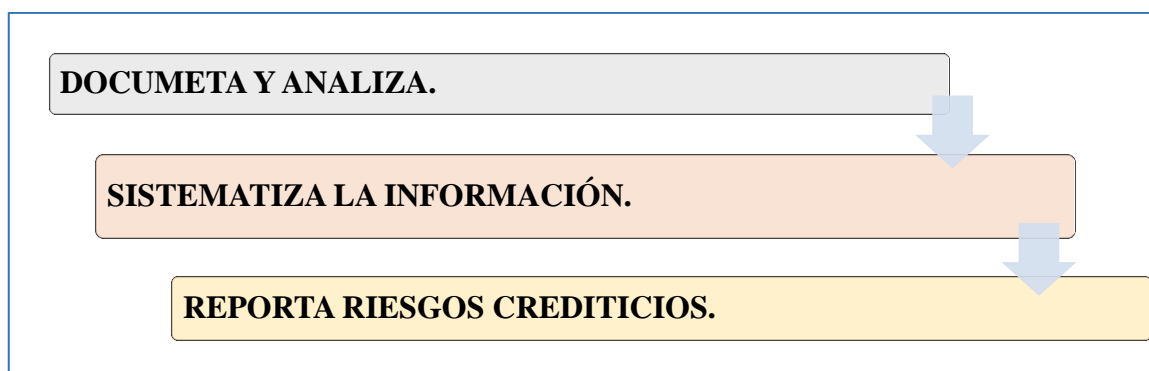 DOCUMETA Y ANALIZA.
SISTEMATIZA LA INFORMACIÓN.
REPORTA RIESGOS CREDITICIOS.